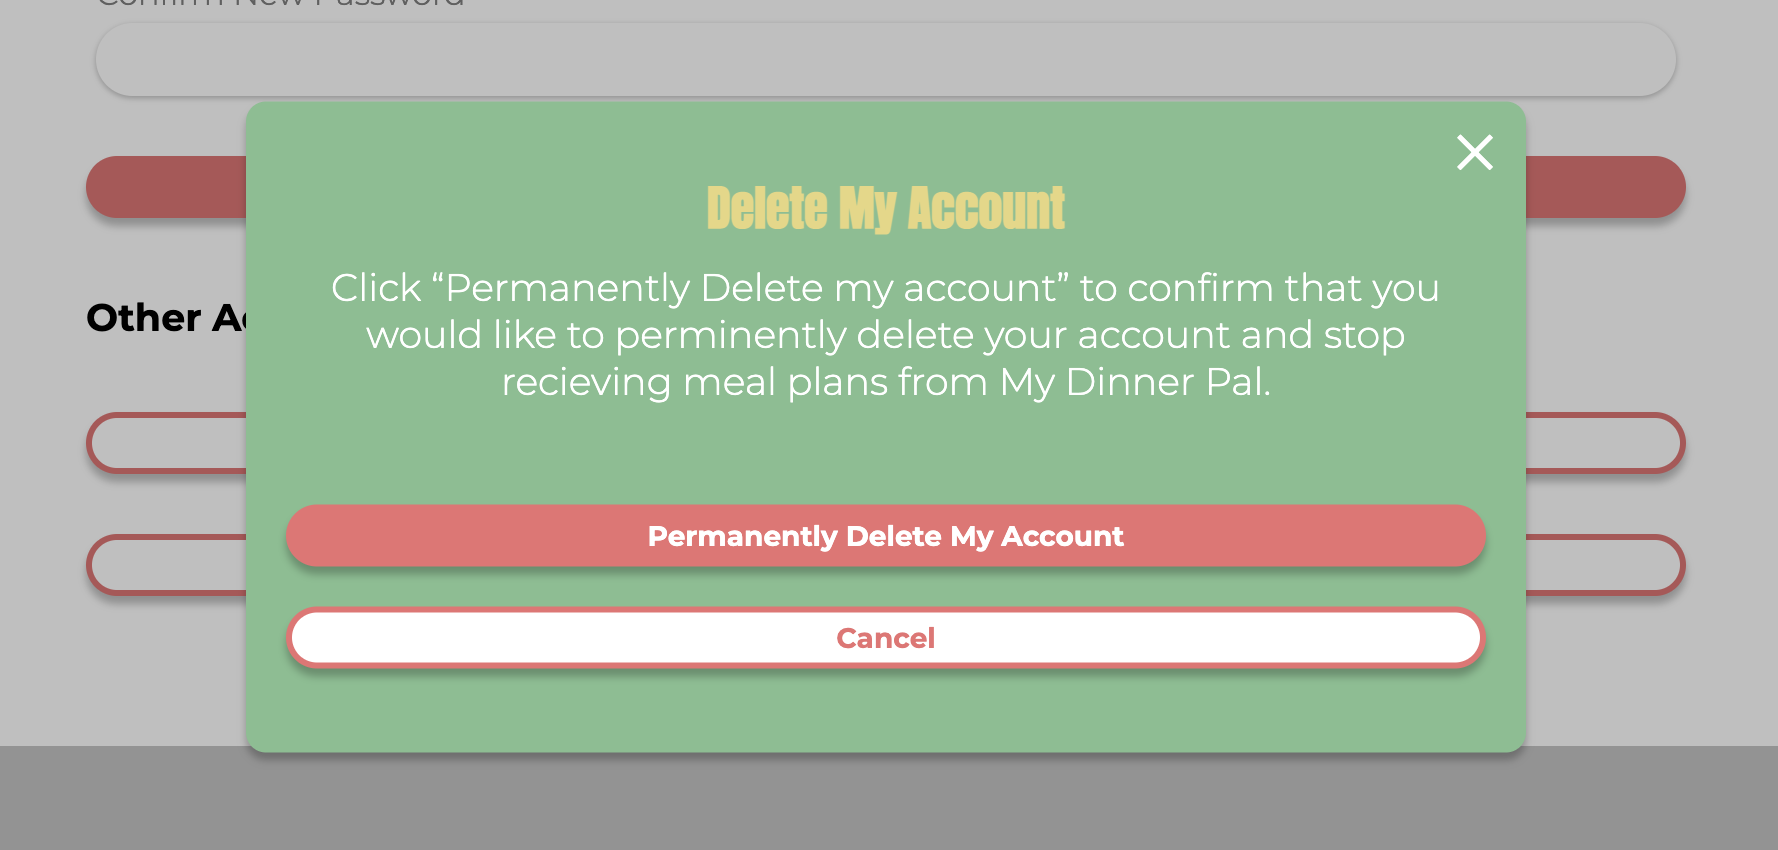 Confirm New Password
Delete My Account
Click “Permanently Delete my account” to confirm that you
would like to perminently delete your account and stop
recieving meal plans from My Dinner Pal.
Other
Permanently Delete My Account
Cancel